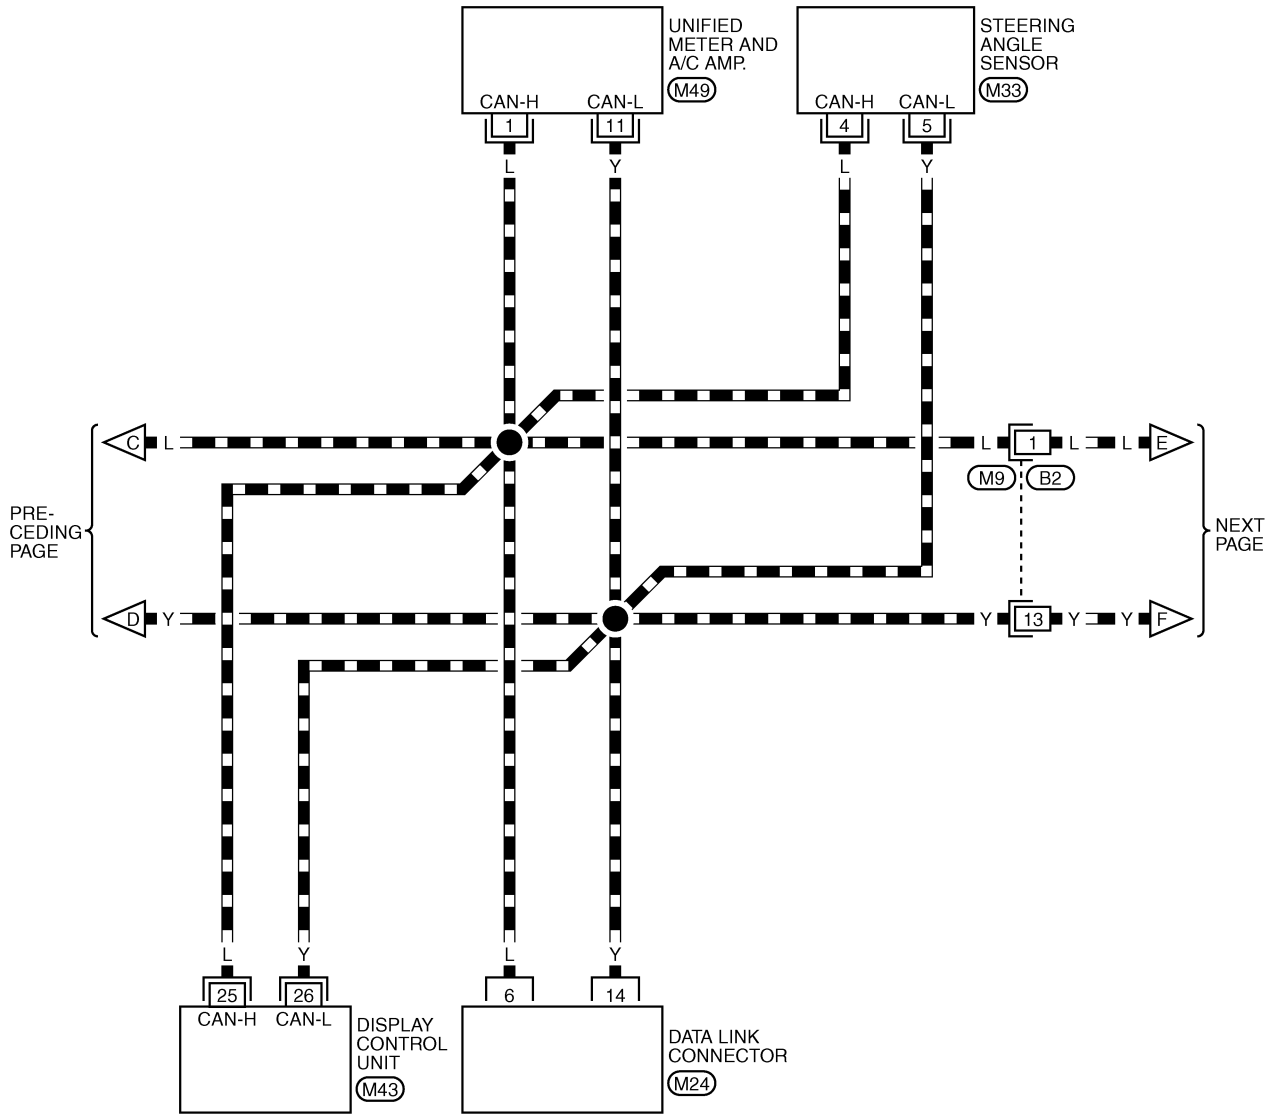 UNIFIED
METER AND
A/C AMP.
M49
CAN-H CAN-L
1 11
L Y
STEERING
ANGLE
SENSOR
M33
CAN-H CAN-L
4 5
L Y
C L
L 1 L L E
M9 B2
PRE-
CEDING
PAGE
NEXT
PAGE
D Y
Y 13 Y Y F
L Y L Y
25 26 6 14
CAN-H CAN-L
DISPLAY
CONTROL
UNIT
M43
DATA LINK
CONNECTOR
M24